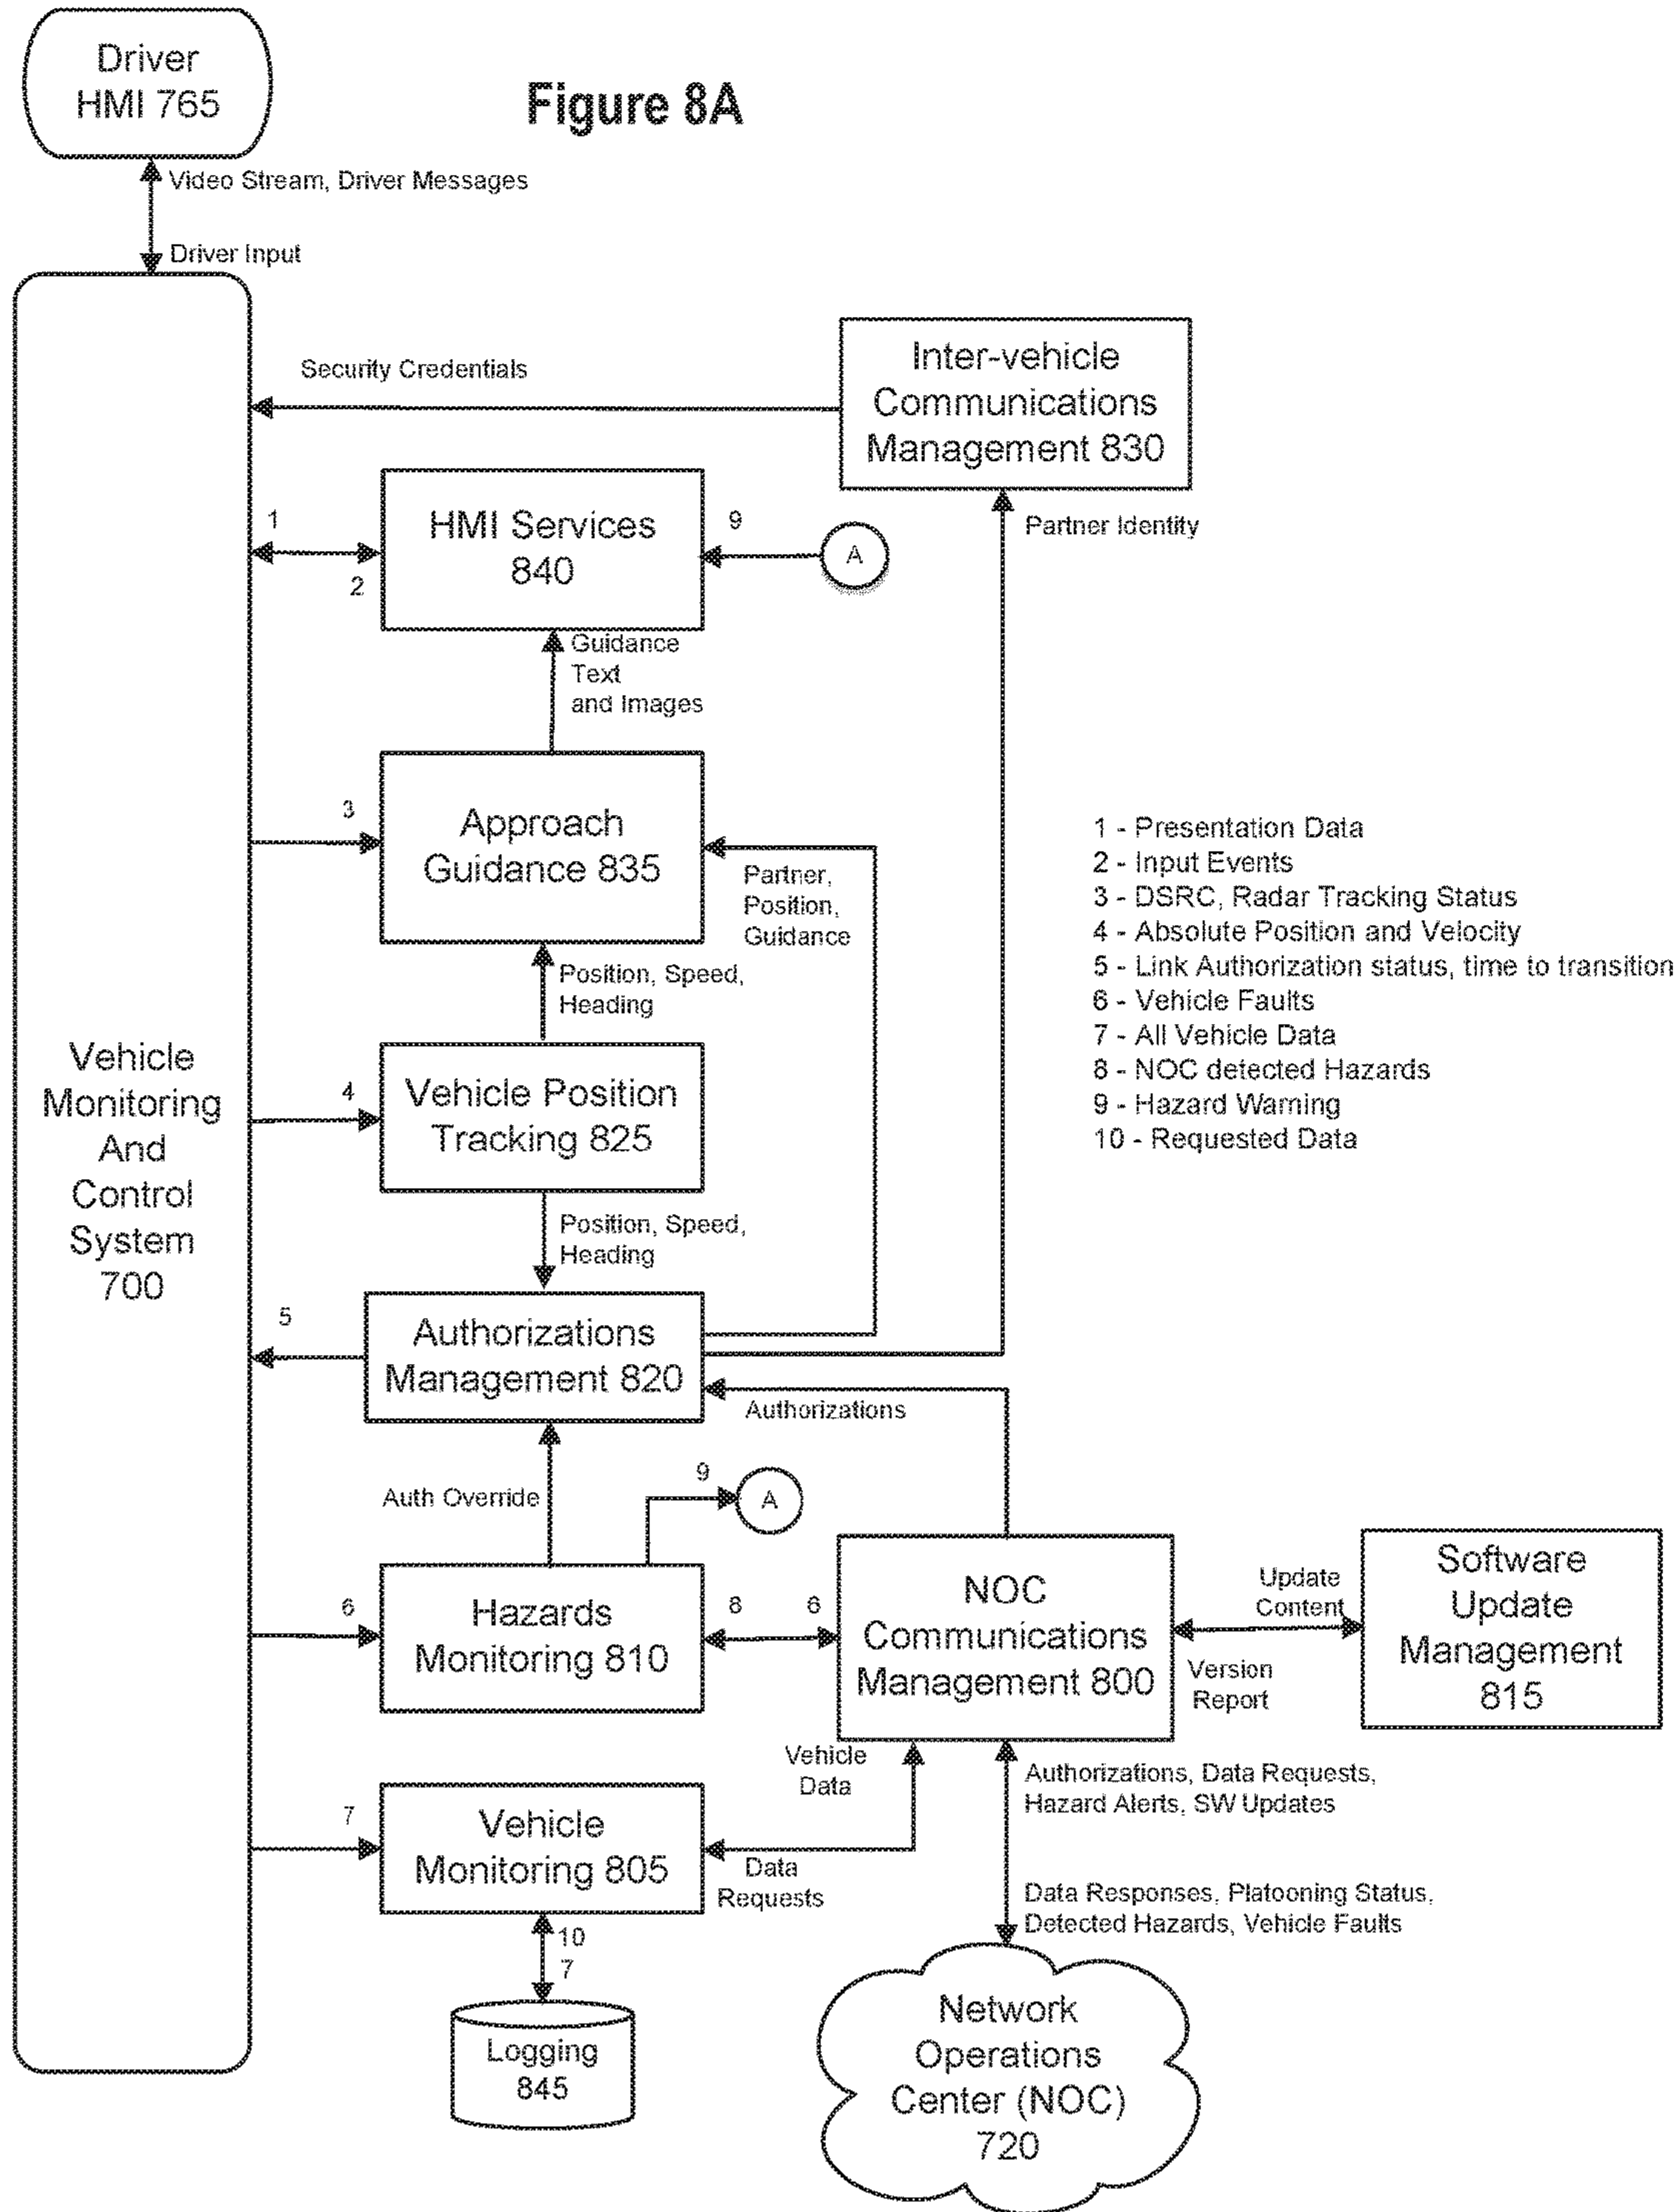 Driver
HMI 765
Figure 8A
Video Stream, Driver Messages
Driver Input
Security Credentials
Inter-vehicle
Communications
Management 830
1
2
HMI Services
840
9
A
Partner Identity
Guidance
Text
and Images
3
Approach
Guidance 835
Partner,
Position,
Guidance
1 - Presentation Data
2 - Input Events
3 - DSRC, Radar Tracking Status
4 - Absolute Position and Velocity
5 - Link Authorization status, time to transition
6 - Vehicle Faults
7 - All Vehicle Data
8 - NOC detected Hazards
9 - Hazard Warning
10 - Requested Data
Position, Speed,
Heading
Vehicle
Monitoring
And
Control
System
700
4
Vehicle Position
Tracking 825
Position, Speed,
Heading
5
Authorizations
Management 820
Authorizations
Auth Override
9
A
6
Hazards
Monitoring 810
8
6
NOC
Communications
Management 800
Update
Content
Version
Report
Software
Update
Management
815
Vehicle
Data
Authorizations, Data Requests,
Hazard Alerts, SW Updates
7
Vehicle
Monitoring 805
Data
Requests
Data Responses, Platooning Status,
Detected Hazards, Vehicle Faults
10
7
Logging
845
Network
Operations
Center (NOC)
720